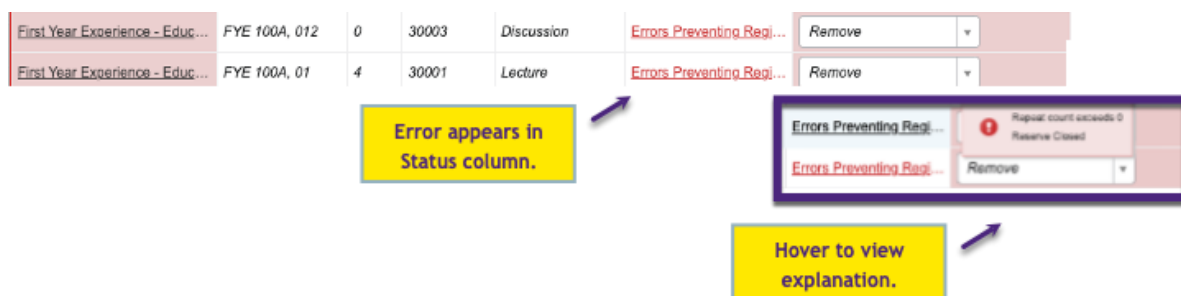 First Year Experience - Educ... FYE 100A, 012 0 30003 Discussion Errors Preventing Regi... Remove
First Year Experience - Educ... FYE 100A, 01 4 30001 Lecture Errors Preventing Regi... Remove
Error appears in
Status column.
Errors Preventing Regi... Repeat count exceeds 0
Reserve Closed
Errors Preventing Regi... Remove
Hover to view
explanation.